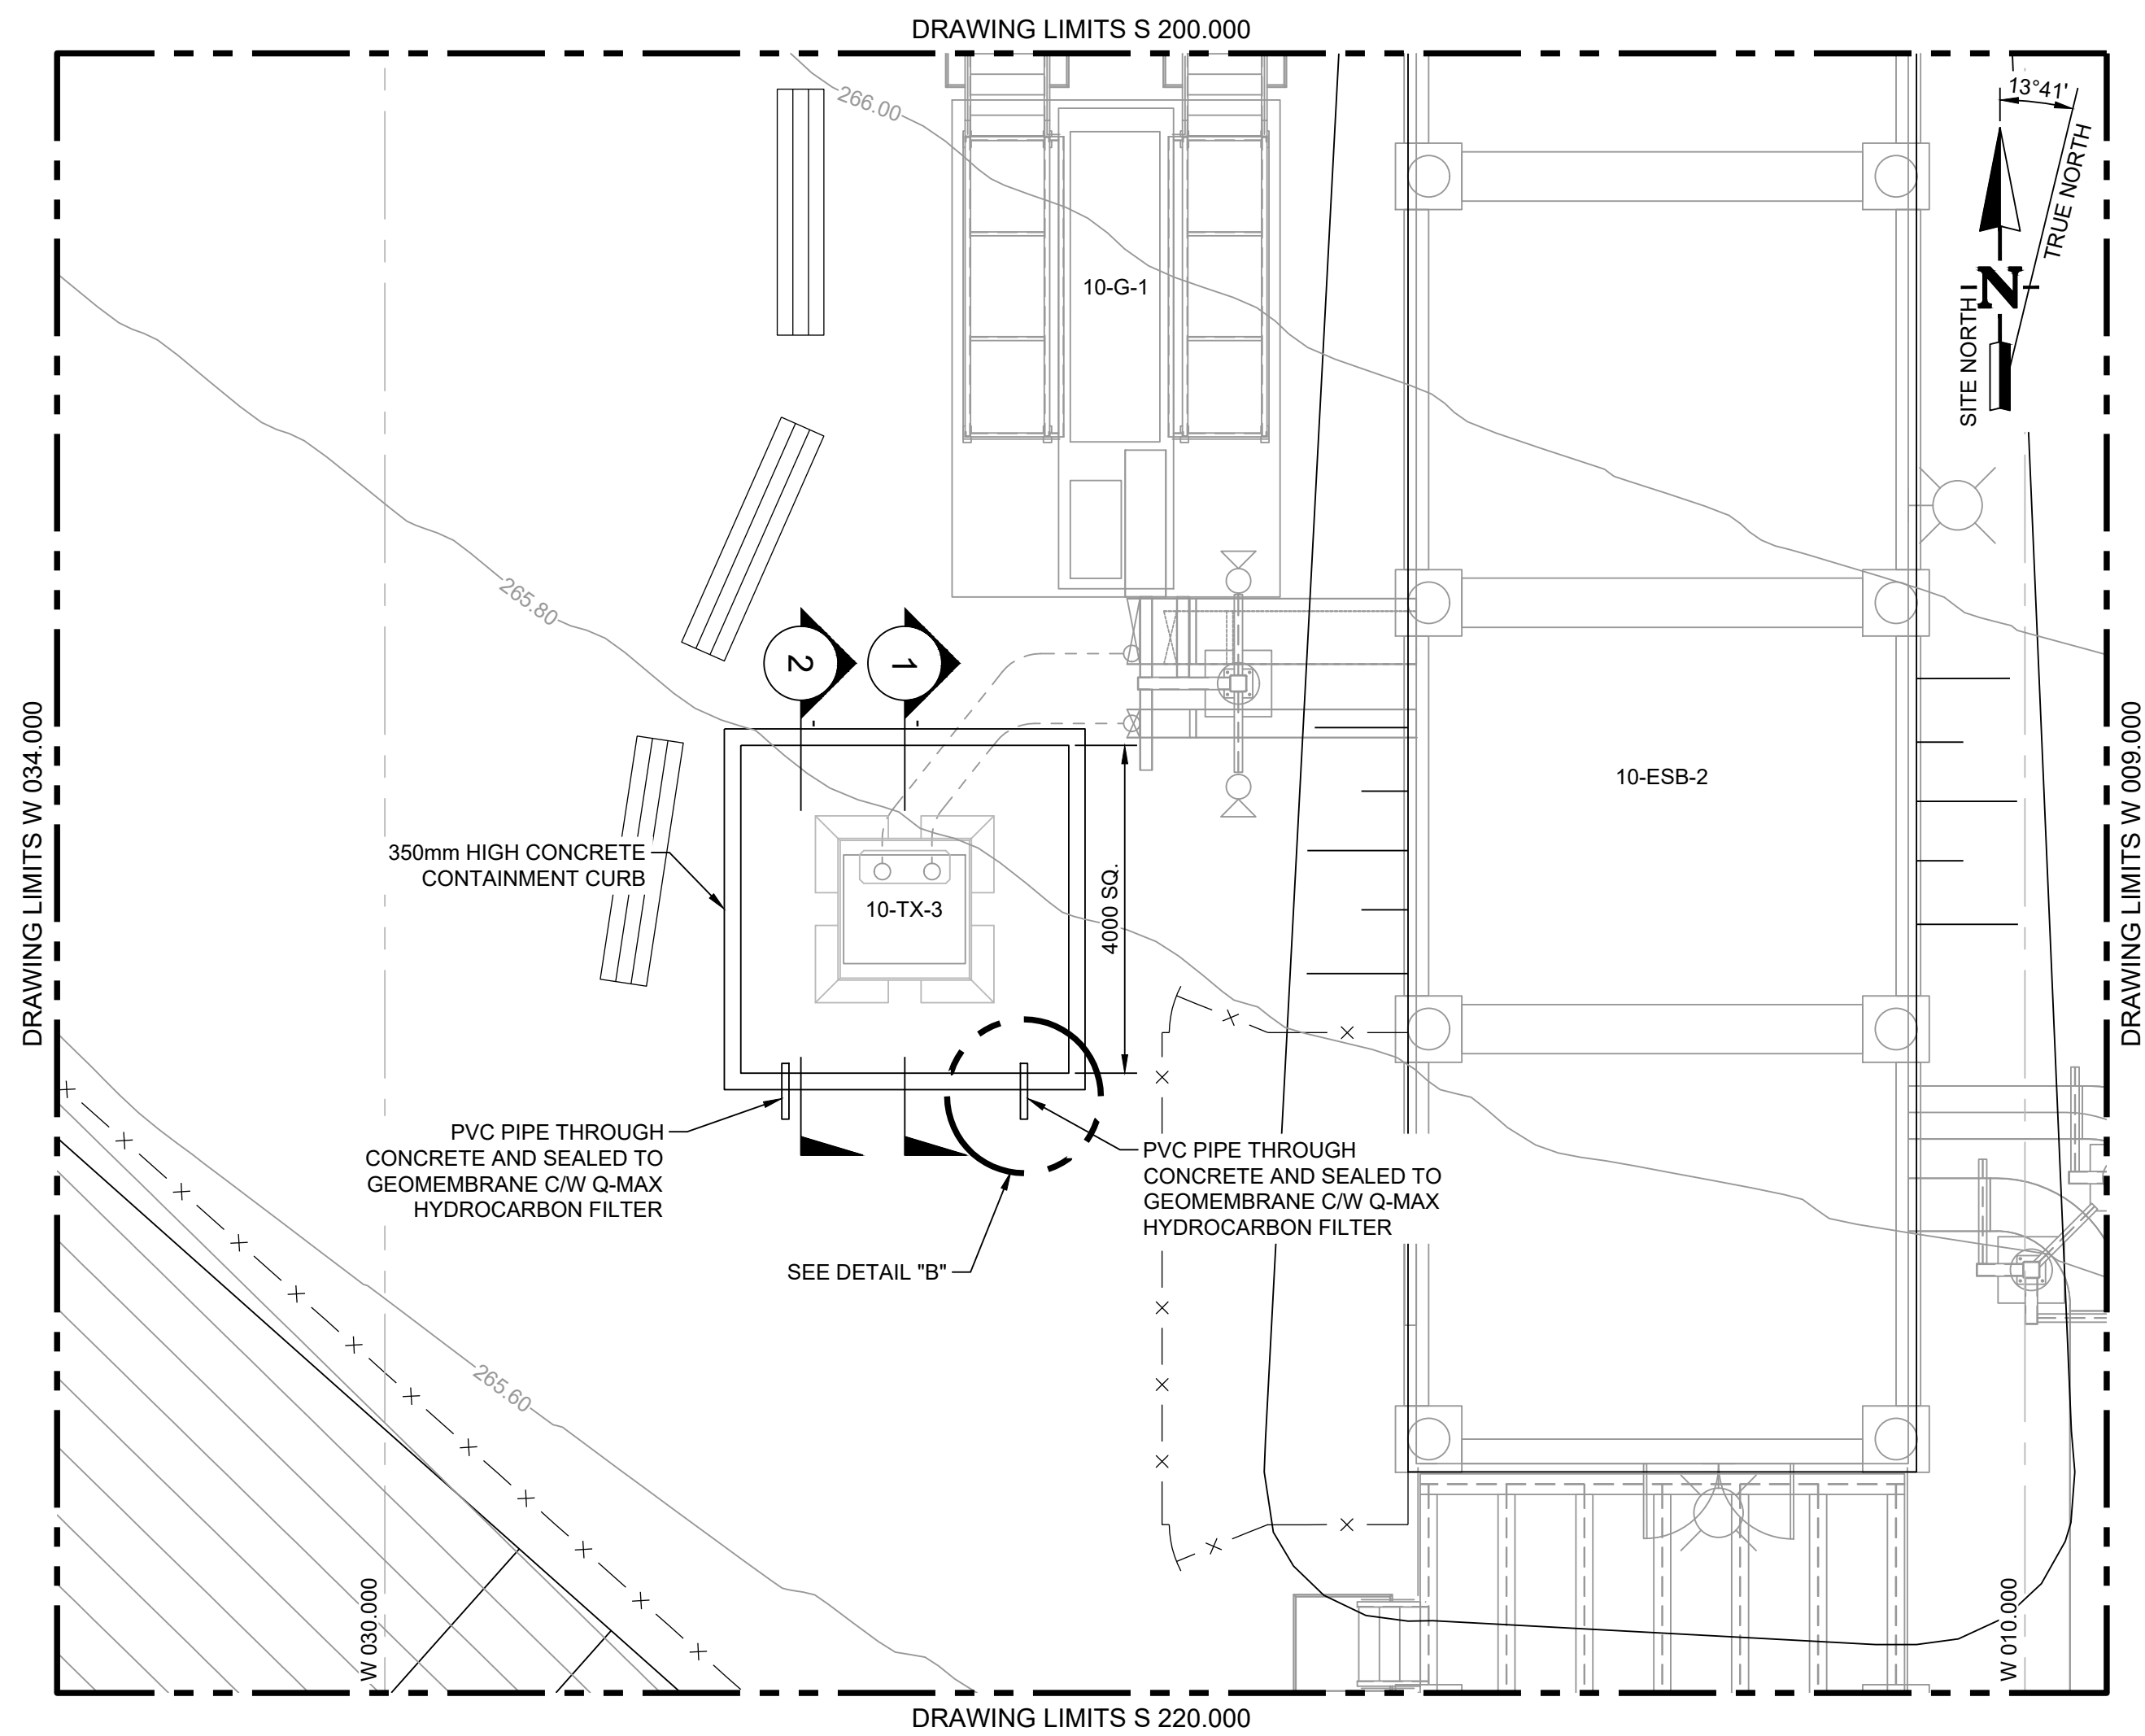 DRAWING LIMITS S 200.000
13°41'
TRUE NORTH
N
SITE NORTH
266.00
10-G-1
265.80
2
1
DRAWING LIMITS W 034.000
DRAWING LIMITS W 009.000
10-ESB-2
350mm HIGH CONCRETE
CONTAINMENT CURB
10-TX-3
4000 SQ.
PVC PIPE THROUGH
CONCRETE AND SEALED TO
GEOMEMBRANE C/W Q-MAX
HYDROCARBON FILTER
PVC PIPE THROUGH
CONCRETE AND SEALED TO
GEOMEMBRANE C/W Q-MAX
HYDROCARBON FILTER
SEE DETAIL "B"
265.60
W 030.000
W 010.000
DRAWING LIMITS S 220.000